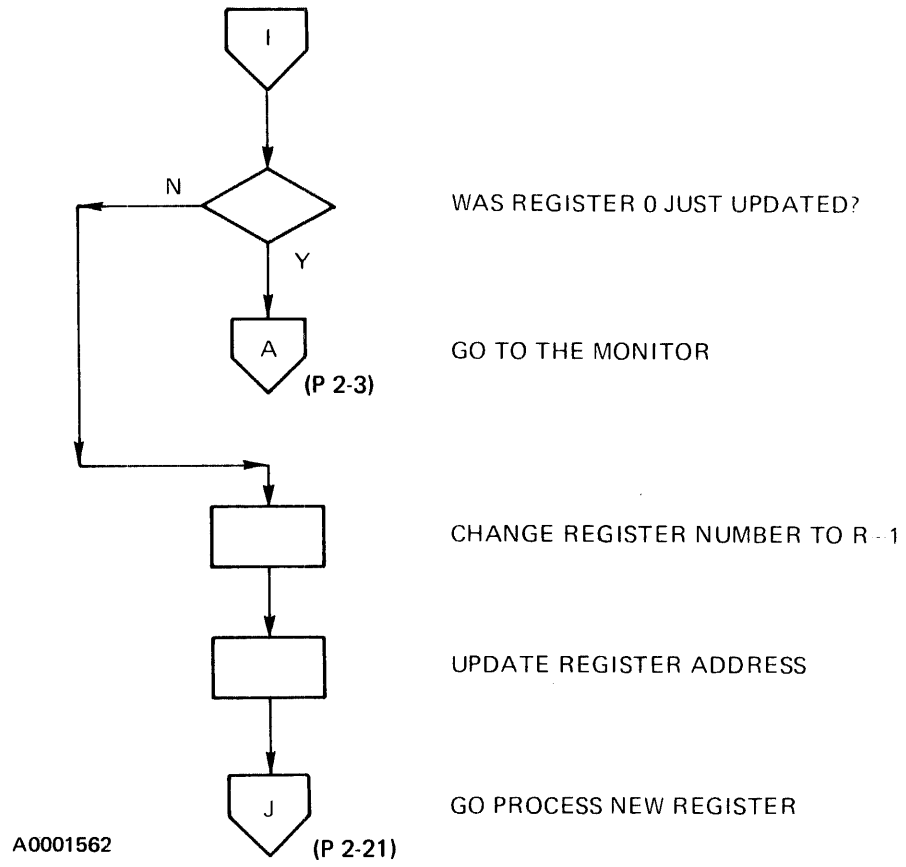 I
N
WAS REGISTER 0 JUST UPDATED?
Y
A
GO TO THE MONITOR
(P 2-3)
CHANGE REGISTER NUMBER TO R - 1
UPDATE REGISTER ADDRESS
J
GO PROCESS NEW REGISTER
A0001562
(P 2-21)